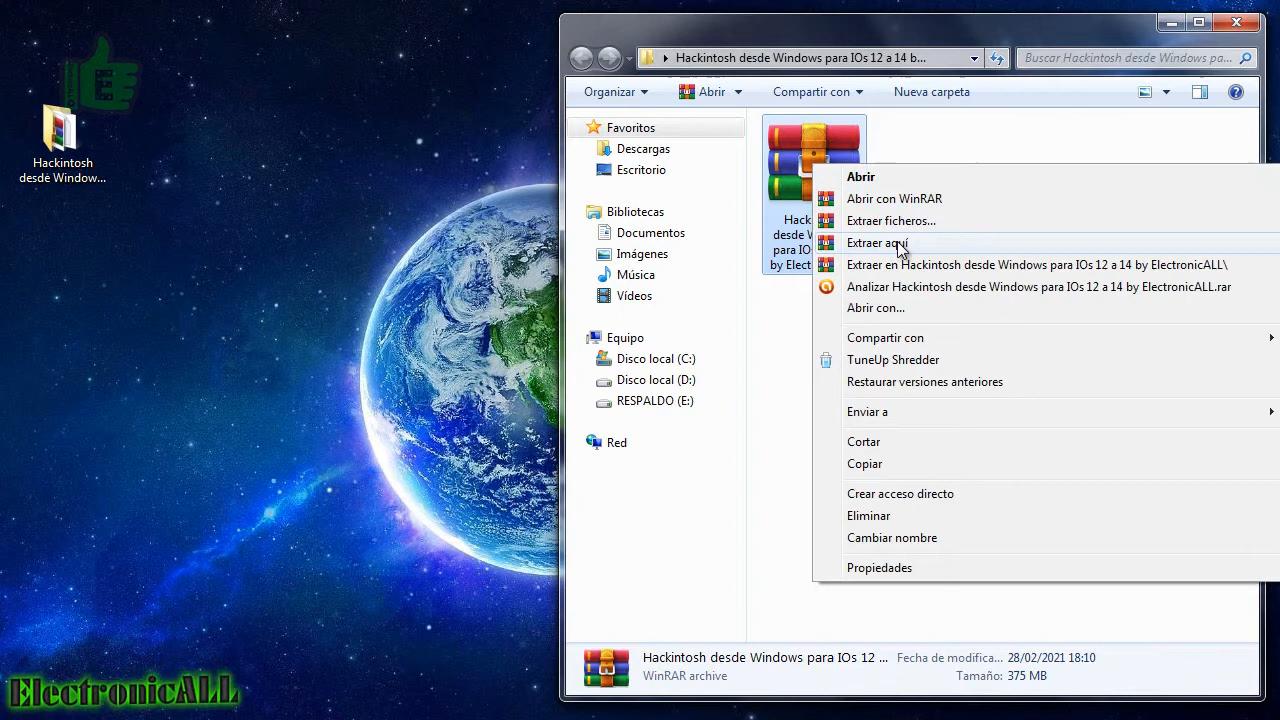 Hackintosh
desde Window...
ElectronicALL
Hackintosh desde Windows para IOs 12 a 14 b...
Buscar Hackintosh desde Windows pa...
Organizar
Abrir
Compartir con
Nueva carpeta
Favoritos
Descargas
Escritorio
Bibliotecas
Documentos
Imágenes
Música
Vídeos
Equipo
Disco local (C:)
Disco local (D:)
RESPALDO (E:)
Red
Abrir
Abrir con WinRAR
Extraer ficheros...
Extraer aquí
Extraer en Hackintosh desde Windows para IOs 12 a 14 by ElectronicALL\
Analizar Hackintosh desde Windows para IOs 12 a 14 by ElectronicALL.rar
Abrir con...
Compartir con
TuneUp Shredder
Restaurar versiones anteriores
Enviar a
Cortar
Copiar
Crear acceso directo
Eliminar
Cambiar nombre
Propiedades
Hackintosh desde Windows para IOs 12 ...
Fecha de modifica... 28/02/2021 18:10
WinRAR archive
Tamaño: 375 MB